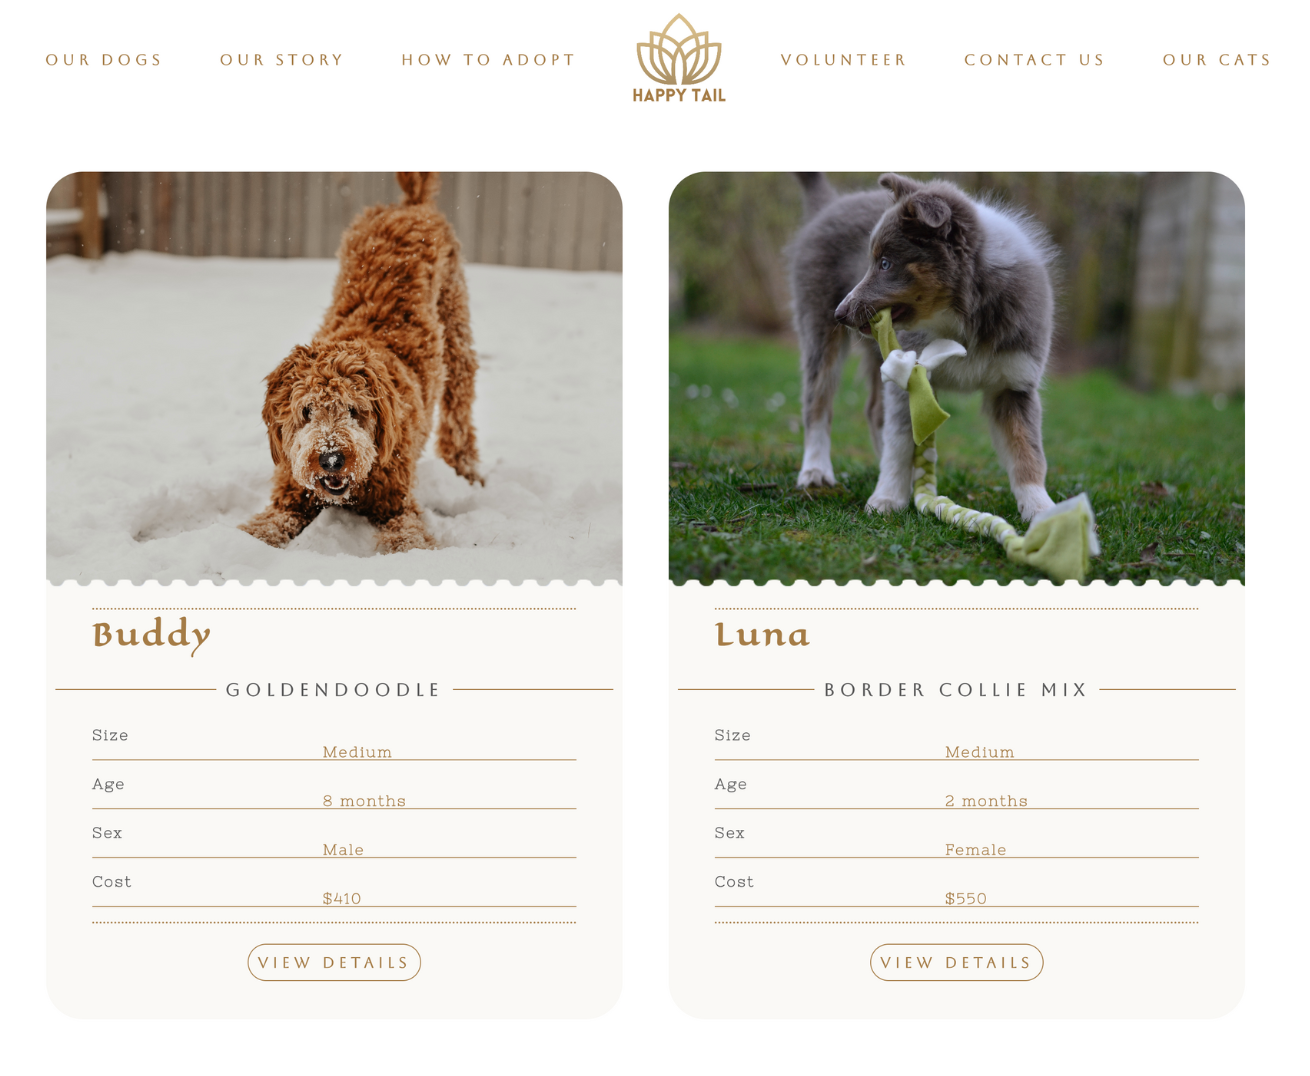 OUR DOGS OUR STORY HOW TO ADOPT HAPPY TAIL VOLUNTEER CONTACT US OUR CATS
Buddy
GOLDENDOODLE
Size
Medium
Age
8 months
Sex
Male
Cost
$410
VIEW DETAILS
Luna
BORDER COLLIE MIX
Size
Medium
Age
2 months
Sex
Female
Cost
$550
VIEW DETAILS